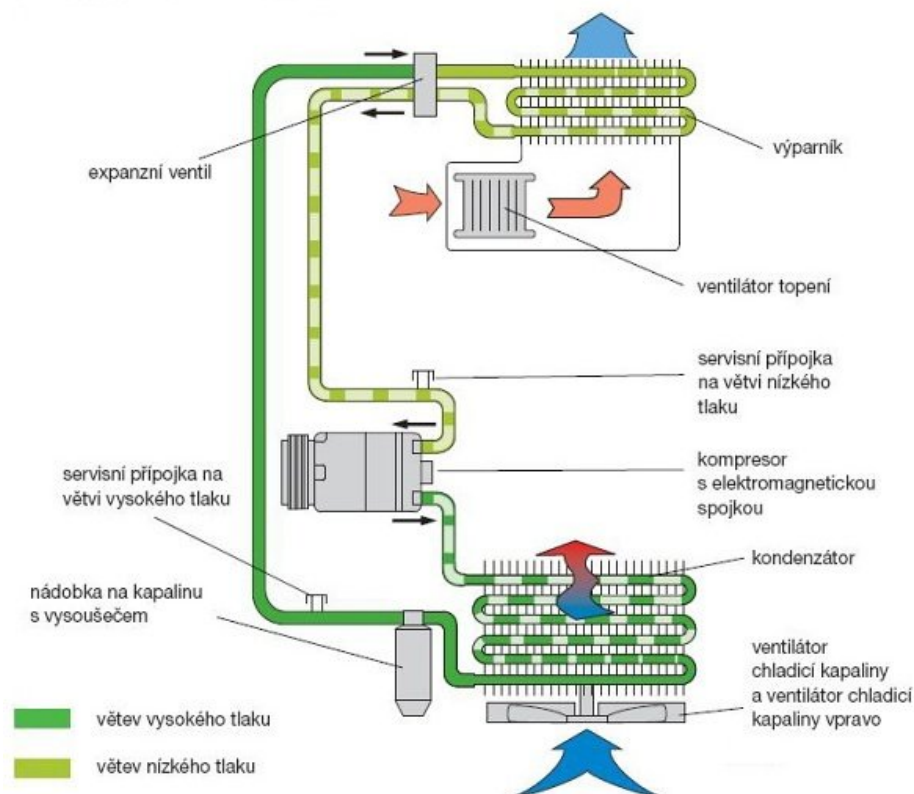 expanzní ventil
výparník
ventilátor topení
servisní přípojka
na větvi nízkého
tlaku
kompresor
s elektromagnetickou
spojkou
servisní přípojka na
větvi vysokého tlaku
kondenzátor
nádobka na kapalinu
s vysoušečem
ventilátor
chladicí kapaliny
a ventilátor chladicí
kapaliny vpravo
větev vysokého tlaku
větev nízkého tlaku